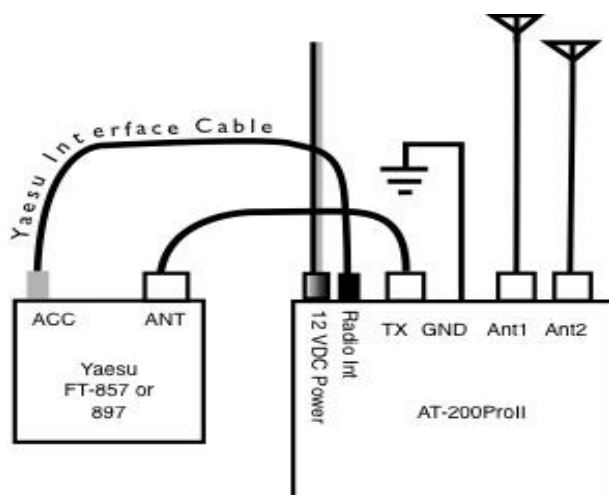 Yaesu Interface Cable
ACC
ANT
12 VDC Power
Radio Int
TX
GND
Ant1
Ant2
Yaesu
FT-857 or
897
AT-200ProII